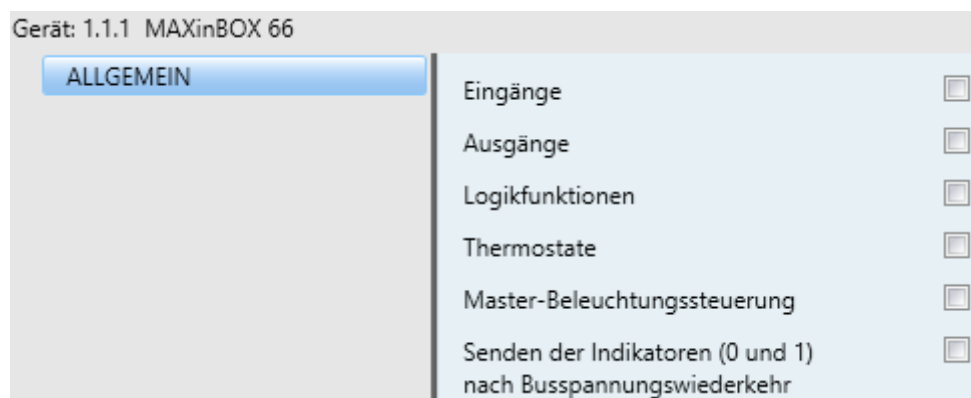 Gerät: 1.1.1 MAXinBOX 66
ALLGEMEIN
Eingänge
Ausgänge
Logikfunktionen
Thermostate
Master-Beleuchtungssteuerung
Senden der Indikatoren (0 und 1)
nach Busspannungswiederkehr